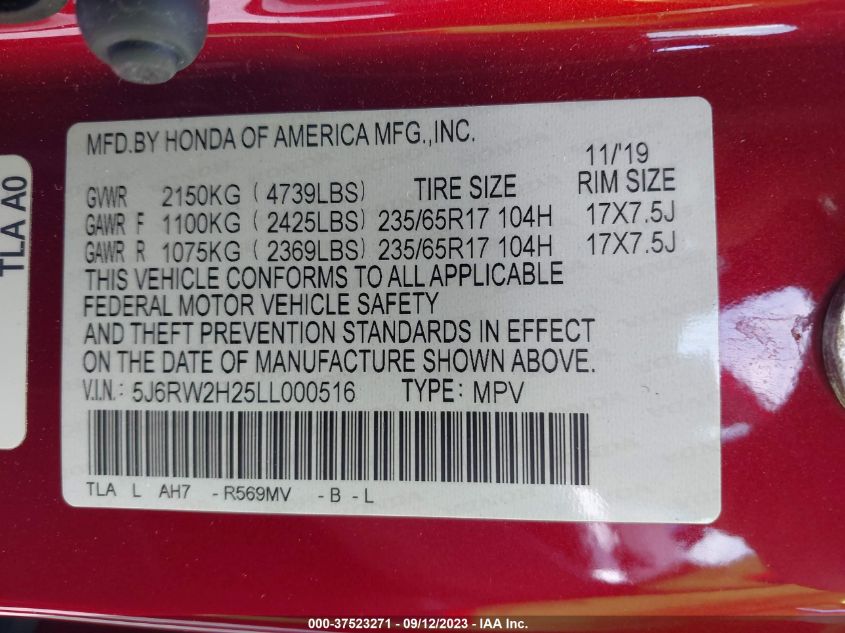 TLA A0
MFD.BY HONDA OF AMERICA MFG.,INC.
11/'19
GVWR 2150KG ( 4739LBS) TIRE SIZE RIM SIZE
GAWR F 1100KG ( 2425LBS) 235/65R17 104H 17X7.5J
GAWR R 1075KG ( 2369LBS) 235/65R17 104H 17X7.5J
THIS VEHICLE CONFORMS TO ALL APPLICABLE
FEDERAL MOTOR VEHICLE SAFETY
AND THEFT PREVENTION STANDARDS IN EFFECT
ON THE DATE OF MANUFACTURE SHOWN ABOVE.
V.I.N.: 5J6RW2H25LL000516 TYPE: MPV
TLA L AH7 -R569MV -B -L
000-37523271 - 09/12/2023 - IAA Inc.